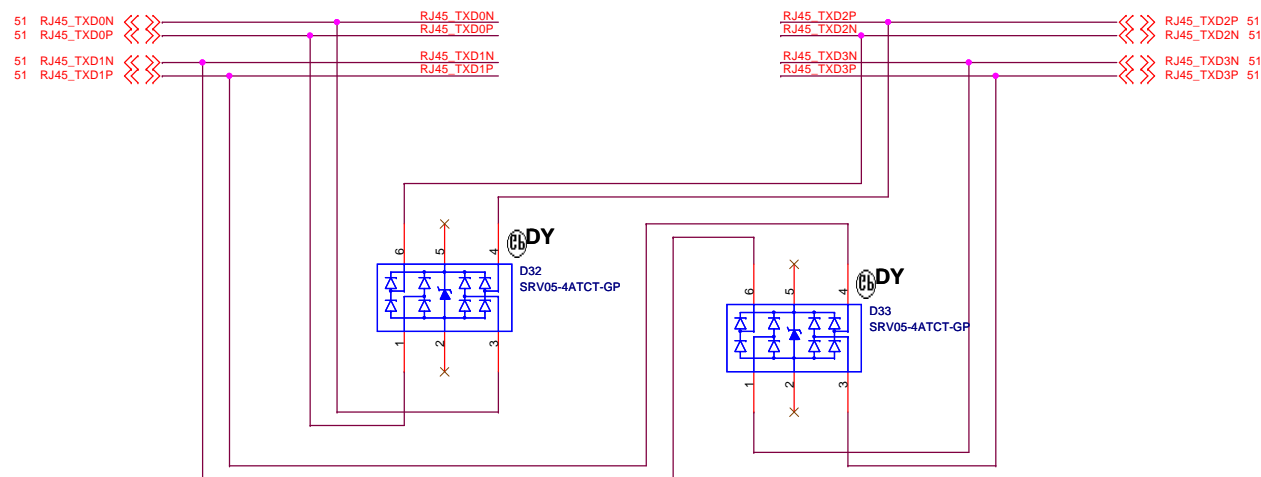 51 RJ45_TXD0N
51 RJ45_TXD0P
51 RJ45_TXD1N
51 RJ45_TXD1P
RJ45_TXD0N
RJ45_TXD0P
RJ45_TXD1N
RJ45_TXD1P
RJ45_TXD2P
RJ45_TXD2N
RJ45_TXD3N
RJ45_TXD3P
RJ45_TXD2P 51
RJ45_TXD2N 51
RJ45_TXD3N 51
RJ45_TXD3P 51
6
5
4
DY
D32
SRV05-4ATCT-GP
1
2
3
6
5
4
DY
D33
SRV05-4ATCT-GP
1
2
3